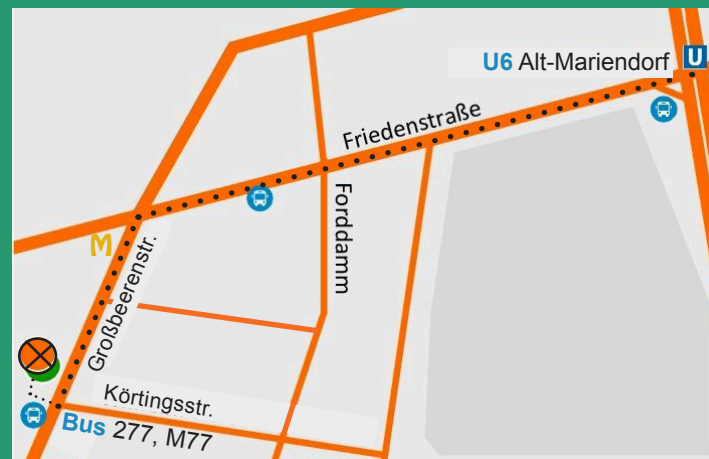 U6 Alt-Mariendorf U
Friedenstraße
Forddamm
M
Großbeerenstr.
Körtingsstr.
Bus 277, M77